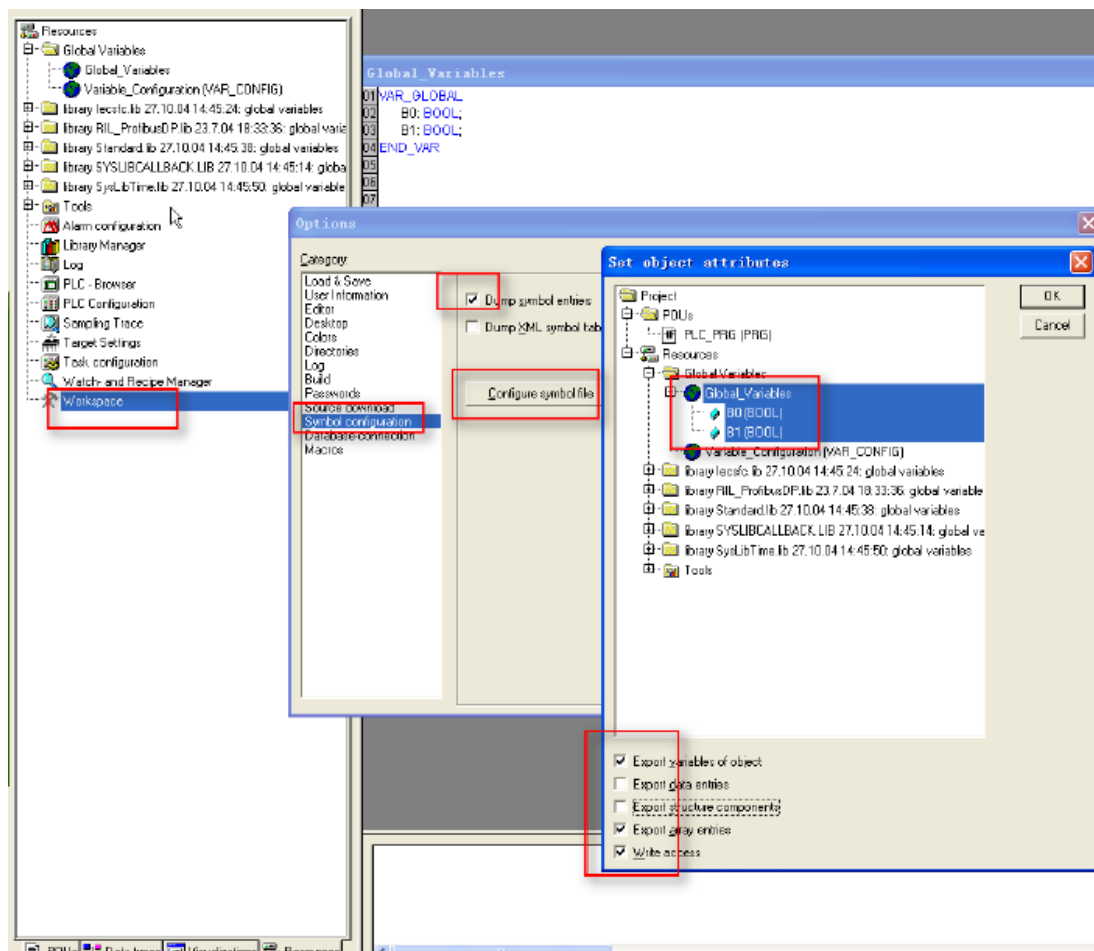 Resources
Global Variables
Global_Variables
Variable_Configuration (VAR_CONFIG)
library Iecsfc.lib 27.10.04 14:45:24: global variables
library RIL_ProfibusDP.lib 23.7.04 18:33:36: global varia
library Standard.lib 27.10.04 14:45:38: global variables
library SYSLIBCALLBACK.LIB 27.10.04 14:45:14: globa
library SysLibTime.lib 27.10.04 14:45:50: global variable
Tools
Alarm configuration
Library Manager
Log
PLC - Browser
PLC Configuration
Sampling Trace
Target Settings
Task configuration
Watch- and Recipe Manager
Workspace
POUs
Data types
Visualizations
Resources
Global_Variables
01 VAR_GLOBAL
02 B0: BOOL;
03 B1: BOOL;
04 END_VAR
05
06
07
Options
Category
Load & Save
User Information
Editor
Desktop
Colors
Directories
Log
Build
Passwords
Source download
Symbol configuration
Database-connection
Macros
Dump symbol entries
Dump XML symbol tab
Configure symbol file
Set object attributes
Project
POUs
PLC_PRG (PRG)
Resources
Global Variables
Global_Variables
B0 (BOOL)
B1 (BOOL)
Variable_Configuration (VAR_CONFIG)
library Iecsfc.lib 27.10.04 14:45:24: global variables
library RIL_ProfibusDP.lib 23.7.04 18:33:36: global variable
library Standard.lib 27.10.04 14:45:38: global variables
library SYSLIBCALLBACK.LIB 27.10.04 14:45:14: global va
library SysLibTime.lib 27.10.04 14:45:50: global variables
Tools
OK
Cancel
Export variables of object
Export data entries
Export structure components
Export array entries
Write access